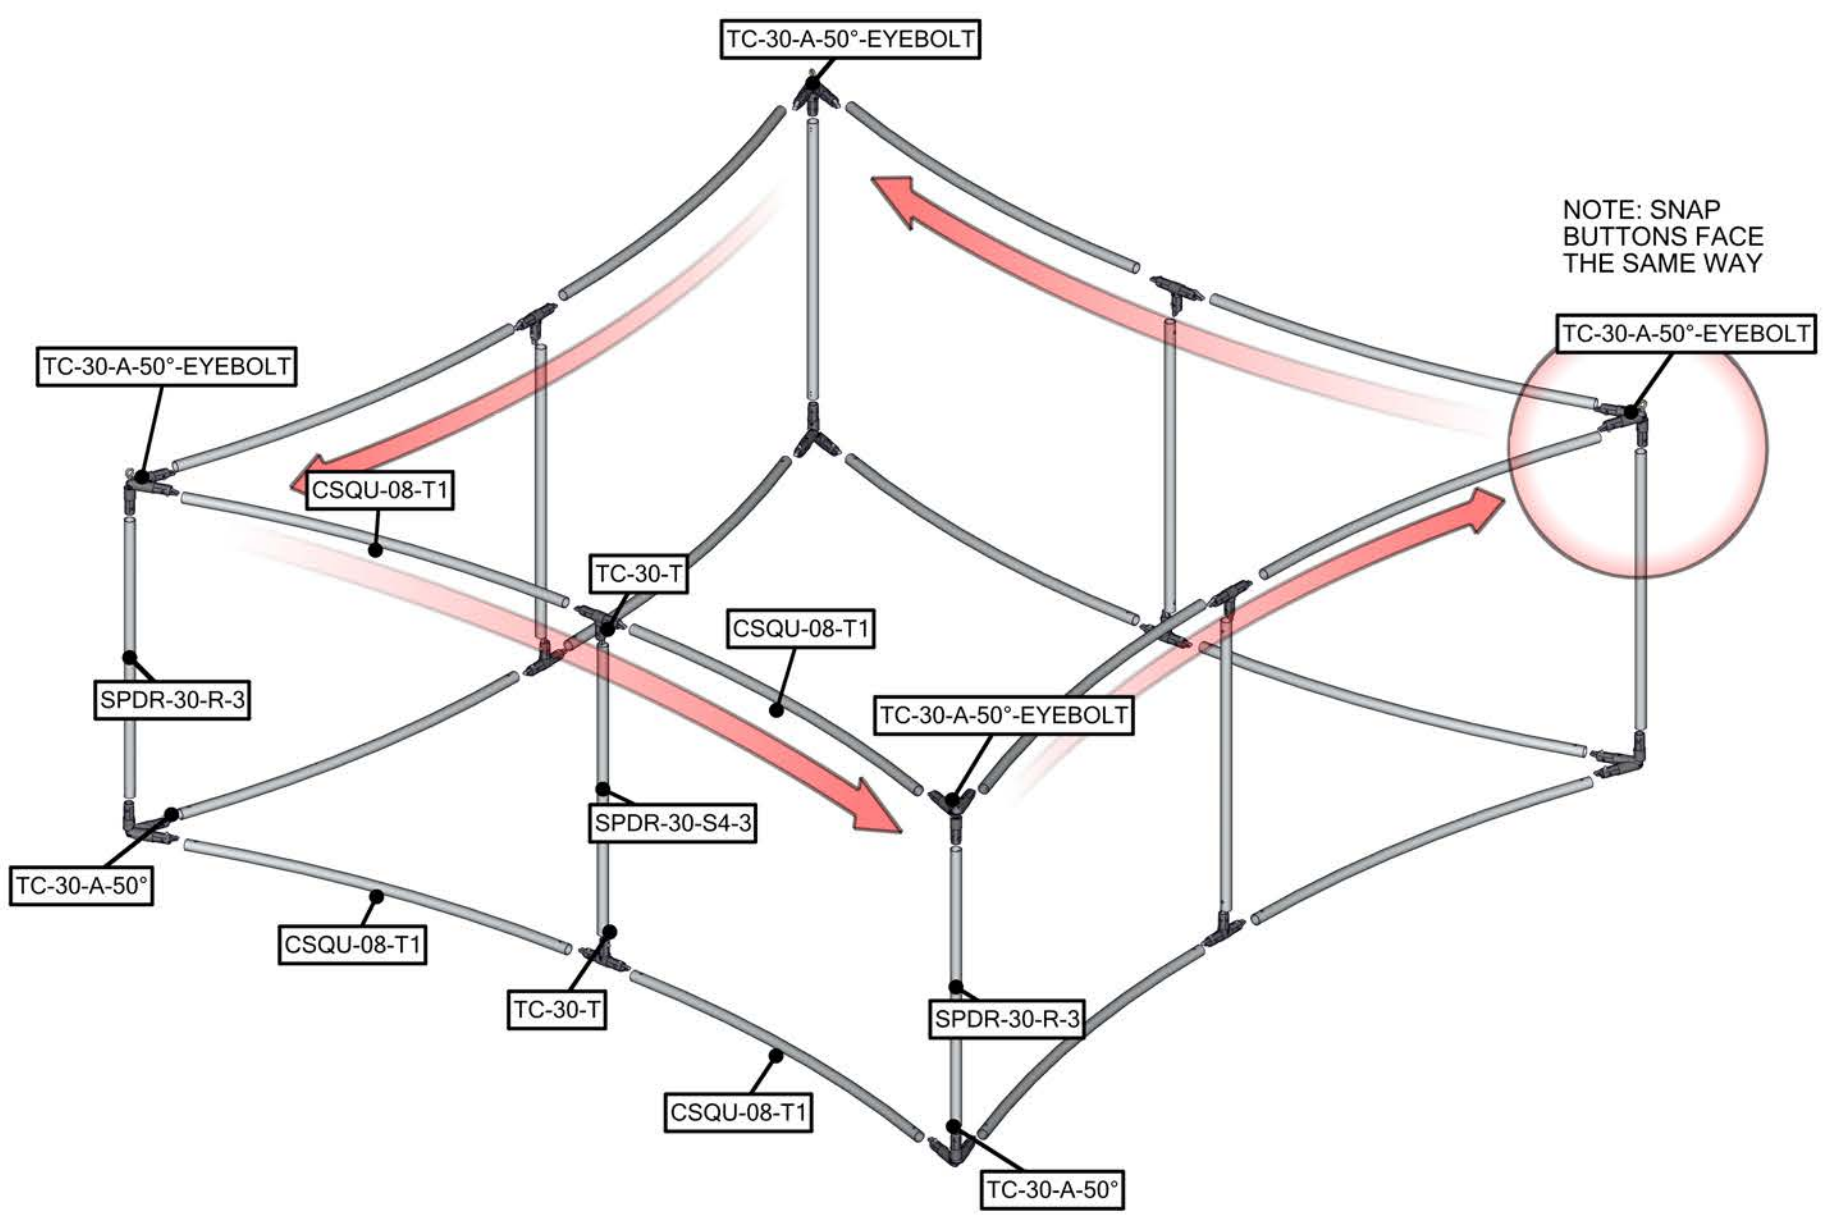 TC-30-A-50°-EYEBOLT
NOTE: SNAP
BUTTONS FACE
THE SAME WAY
TC-30-A-50°-EYEBOLT
TC-30-A-50°-EYEBOLT
CSQU-08-T1
TC-30-T
CSQU-08-T1
SPDR-30-R-3
TC-30-A-50°-EYEBOLT
SPDR-30-S4-3
TC-30-A-50°
CSQU-08-T1
TC-30-T
SPDR-30-R-3
CSQU-08-T1
TC-30-A-50°